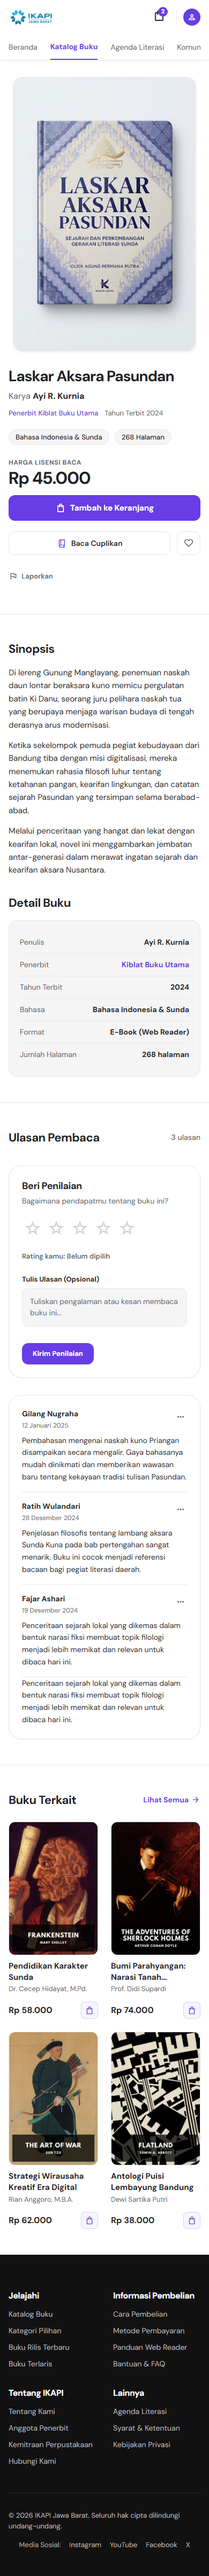 IKAPI
JAWA BARAT
2
Beranda
Katalog Buku
Agenda Literasi
Komun
LASKAR
AKSARA
PASUNDAN
SEJARAH PERKEMBANGAN
GERAKAN LITERASI SUNDA
OLEH AGENG PERMANA PUTRA
Laskar Aksara Pasundan
Karya Ayi R. Kurnia
Penerbit Kiblat Buku Utama
Tahun Terbit 2024
Bahasa Indonesia & Sunda
268 Halaman
HARGA LISENSI BACA
Rp 45.000
Tambah ke Keranjang
Baca Cuplikan
Laporkan
Sinopsis
Di lereng Gunung Manglayang, penemuan naskah
daun lontar beraksara kuno memicu pergulatan
batin Ki Danu, seorang juru pelihara naskah tua
yang berupaya menjaga warisan budaya di tengah
derasnya arus modernisasi.
Ketika sekelompok pemuda pegiat kebudayaan dari
Bandung tiba dengan misi digitalisasi, mereka
menemukan rahasia filosofi luhur tentang
ketahanan pangan, kearifan lingkungan, dan catatan
sejarah Pasundan yang tersimpan selama berabad-
abad.
Melalui penceritaan yang hangat dan lekat dengan
kearifan lokal, novel ini menggambarkan jembatan
antar-generasi dalam merawat ingatan sejarah dan
kearifan aksara Nusantara.
Detail Buku
Penulis
Ayi R. Kurnia
Penerbit
Kiblat Buku Utama
Tahun Terbit
2024
Bahasa
Bahasa Indonesia & Sunda
Format
E-Book (Web Reader)
Jumlah Halaman
268 halaman
Ulasan Pembaca
3 ulasan
Beri Penilaian
Bagaimana pendapatmu tentang buku ini?
Rating kamu: Belum dipilih
Tulis Ulasan (Opsional)
Tuliskan pengalaman atau kesan membaca
buku ini...
Kirim Penilaian
Gilang Nugraha
12 Januari 2025
Pembahasan mengenai naskah kuno Priangan
disampaikan secara mengalir. Gaya bahasanya
mudah dinikmati dan memberikan wawasan
baru tentang kekayaan tradisi tulisan Pasundan.
Ratih Wulandari
28 Desember 2024
Penjelasan filosofis tentang lambang aksara
Sunda Kuna pada bab pertengahan sangat
menarik. Buku ini cocok menjadi referensi
bacaan bagi pegiat literasi daerah.
Fajar Ashari
19 Desember 2024
Penceritaan sejarah lokal yang dikemas dalam
bentuk narasi fiksi membuat topik filologi
menjadi lebih memikat dan relevan untuk
dibaca hari ini.
Penceritaan sejarah lokal yang dikemas dalam
bentuk narasi fiksi membuat topik filologi
menjadi lebih memikat dan relevan untuk
dibaca hari ini.
Buku Terkait
Lihat Semua
FRANKENSTEIN
MARY SHELLEY
THE ADVENTURES OF
SHERLOCK HOLMES
ARTHUR CONAN DOYLE
Pendidikan Karakter
Sunda
Dr. Cecep Hidayat, M.Pd.
Rp 58.000
Bumi Parahyangan:
Narasi Tanah...
Prof. Didi Supardi
Rp 74.000
THE ART OF WAR
SUN TZU
FLATLAND
EDWIN A. ABBOTT
Strategi Wirausaha
Kreatif Era Digital
Rian Anggoro, M.B.A.
Rp 62.000
Antologi Puisi
Lembayung Bandung
Dewi Sartika Putri
Rp 38.000
Jelajahi
Katalog Buku
Kategori Pilihan
Buku Rilis Terbaru
Buku Terlaris
Informasi Pembelian
Cara Pembelian
Metode Pembayaran
Panduan Web Reader
Bantuan & FAQ
Tentang IKAPI
Tentang Kami
Anggota Penerbit
Kemitraan Perpustakaan
Hubungi Kami
Lainnya
Agenda Literasi
Syarat & Ketentuan
Kebijakan Privasi
© 2026 IKAPI Jawa Barat. Seluruh hak cipta dilindungi
undang-undang.
Media Sosial:
Instagram
YouTube
Facebook
X